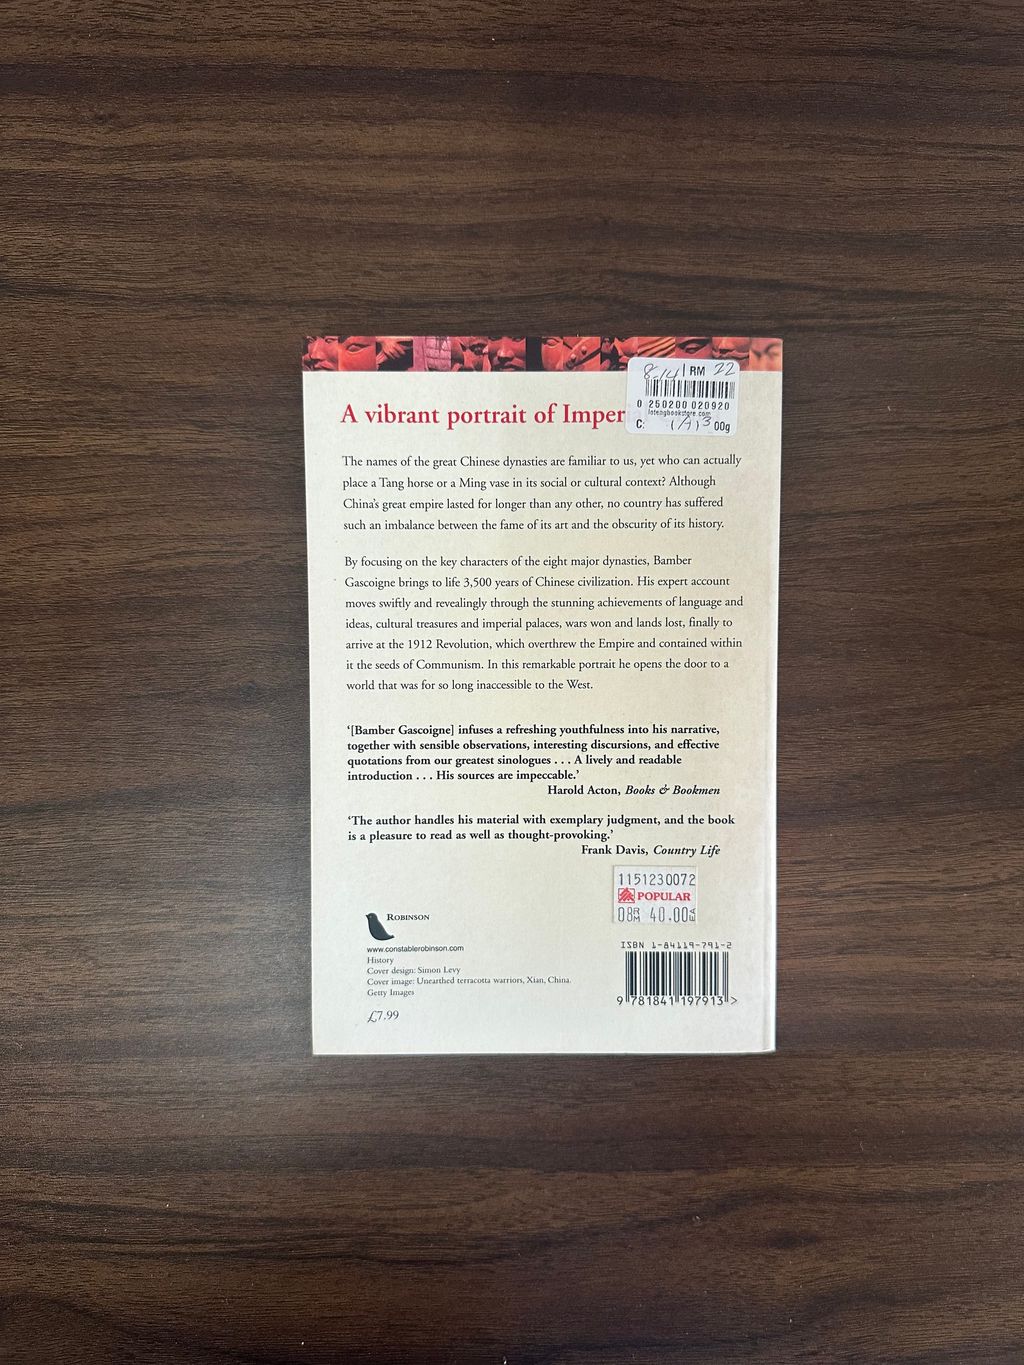 8.14 | RM 22
0 250200 020920
lotengbookstore.com
C: (A) 3 00g
A vibrant portrait of Imper
The names of the great Chinese dynasties are familiar to us, yet who can actually
place a Tang horse or a Ming vase in its social or cultural context? Although
China's great empire lasted for longer than any other, no country has suffered
such an imbalance between the fame of its art and the obscurity of its history.
By focusing on the key characters of the eight major dynasties, Bamber
Gascoigne brings to life 3,500 years of Chinese civilization. His expert account
moves swiftly and revealingly through the stunning achievements of language and
ideas, cultural treasures and imperial palaces, wars won and lands lost, finally to
arrive at the 1912 Revolution, which overthrew the Empire and contained within
it the seeds of Communism. In this remarkable portrait he opens the door to a
world that was for so long inaccessible to the West.
'[Bamber Gascoigne] infuses a refreshing youthfulness into his narrative,
together with sensible observations, interesting discursions, and effective
quotations from our greatest sinologues . . . A lively and readable
introduction . . . His sources are impeccable.'
Harold Acton, Books & Bookmen
'The author handles his material with exemplary judgment, and the book
is a pleasure to read as well as thought-provoking.'
Frank Davis, Country Life
1151230072
POPULAR
08RM 40.00
ROBINSON
www.constablerobinson.com
History
Cover design: Simon Levy
Cover image: Unearthed terracotta warriors, Xian, China.
Getty Images
£7.99
ISBN 1-84119-791-2
9 781841 197913 >